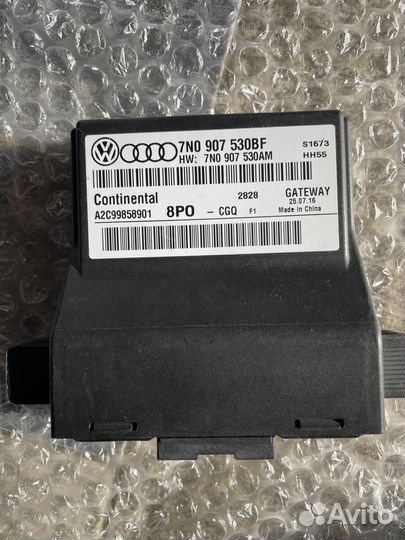 7N0 907 530BF
S1673
HW: 7N0 907 530AM
HH55
Continental
2828
GATEWAY
A2C99858901
8PO - CGQ F1
25.07.16
Made in China
Avito